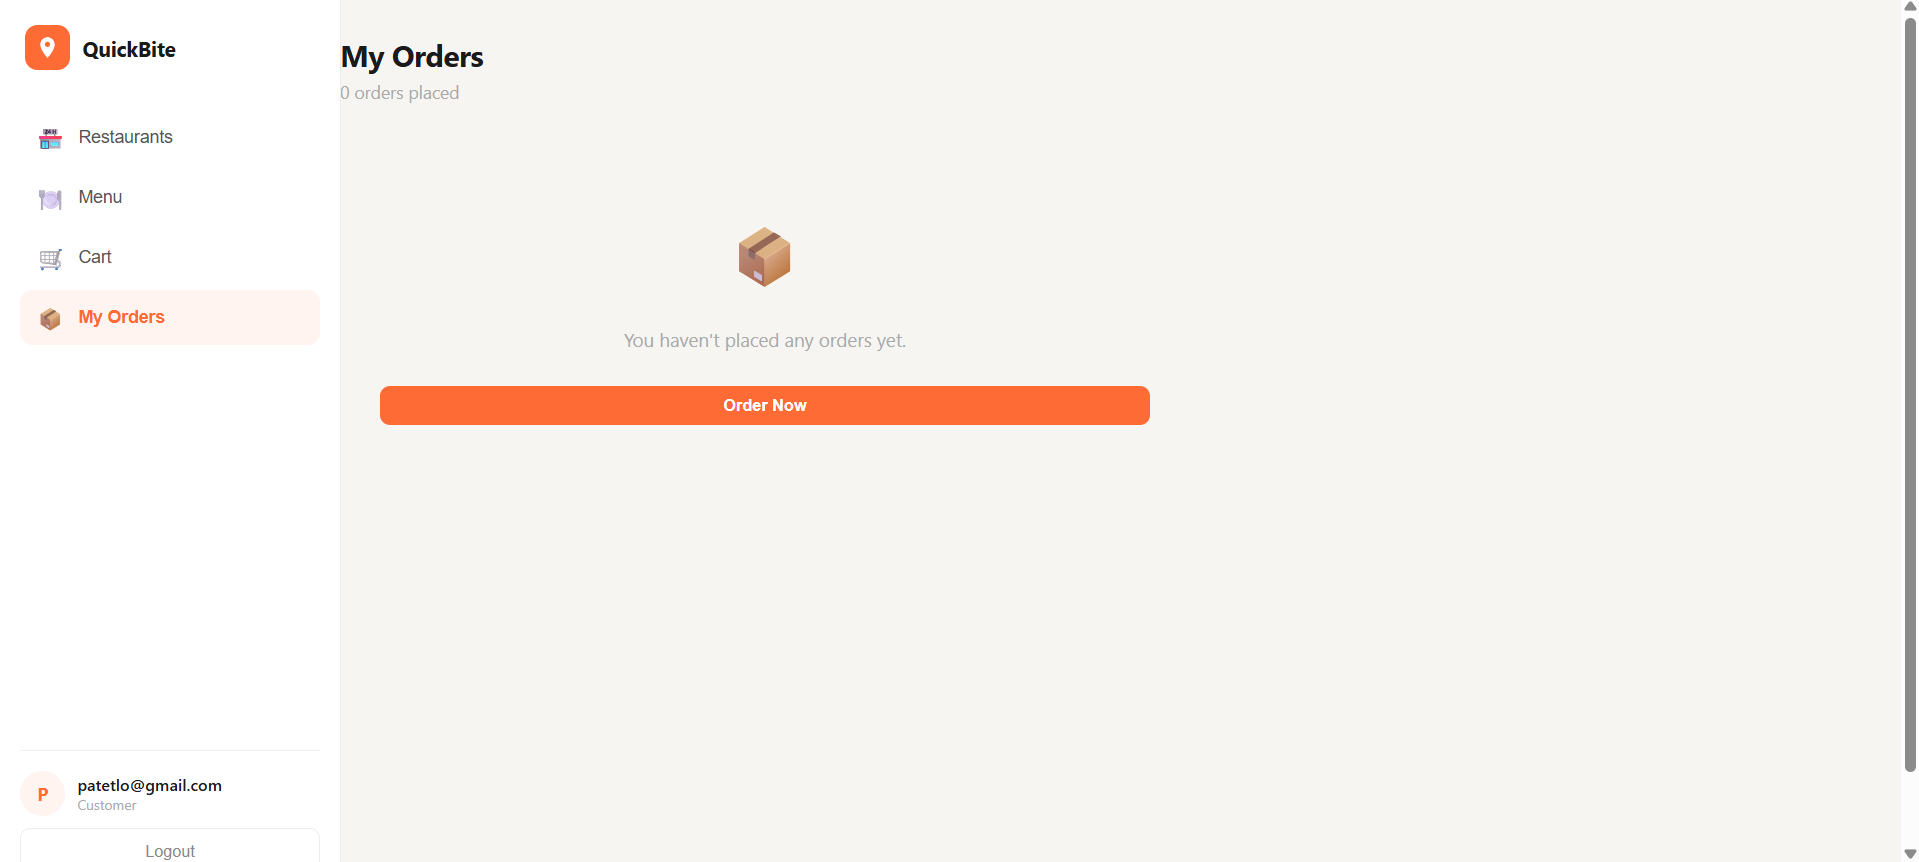 QuickBite
Restaurants
Menu
Cart
My Orders
patetlo@gmail.com
P
Customer
Logout
My Orders
0 orders placed
You haven't placed any orders yet.
Order Now